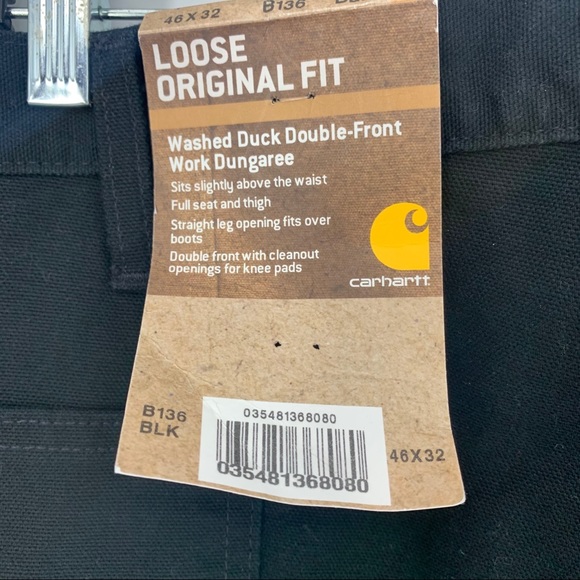 46 X 32 B136
LOOSE
ORIGINAL FIT
Washed Duck Double-Front
Work Dungaree
Sits slightly above the waist
Full seat and thigh
Straight leg opening fits over
boots
Double front with cleanout
openings for knee pads
carhartt
035481368080
B136
BLK
035481368080
46X32